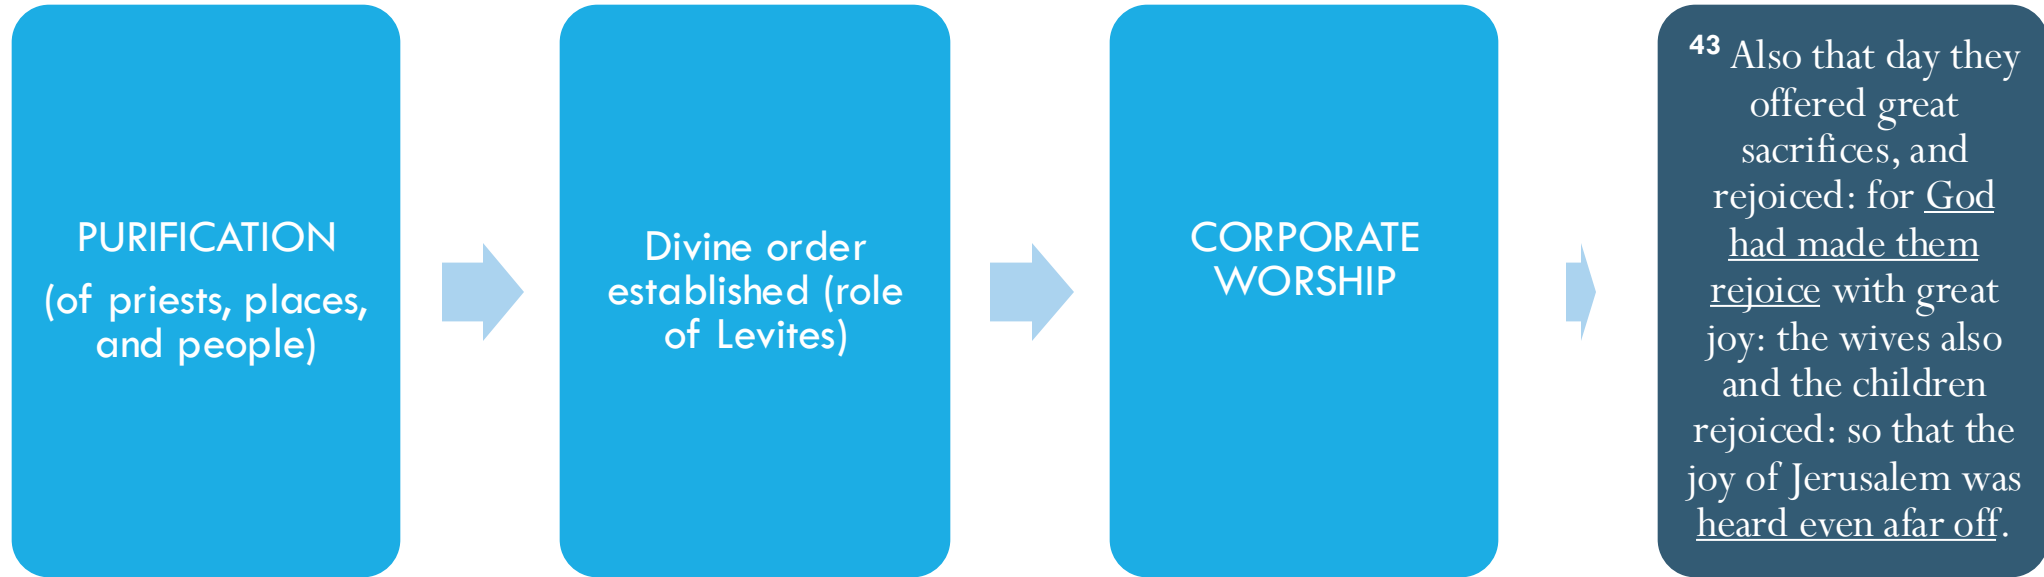 PURIFICATION
(of priests, places,
and people)
Divine order
established (role
of Levites)
CORPORATE
WORSHIP
43 Also that day they
offered great
sacrifices, and
rejoiced: for God
had made them
rejoice with great
joy: the wives also
and the children
rejoiced: so that the
joy of Jerusalem was
heard even afar off.